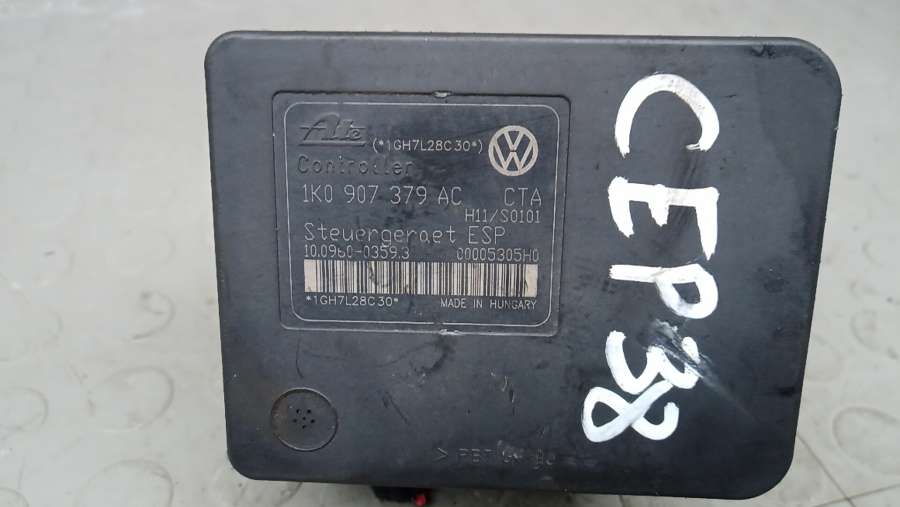 Ate
(*1GH7L28C30*)
Controller
1K0 907 379 AC CTA
H11/S0101
Steuergeraet ESP
10.0960-0359.3 00005305H0
*1GH7L28C30* MADE IN HUNGARY
CEP38